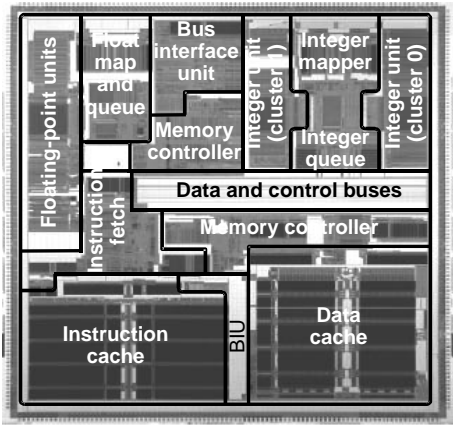 Floating-point units
Float
map
and
queue
Bus
interface
unit
Memory
controller
Integer unit
(cluster 1)
Integer
mapper
Integer
queue
Integer unit
(cluster 0)
Data and control buses
Instruction
fetch
Memory controller
Instruction
cache
BIU
Data
cache